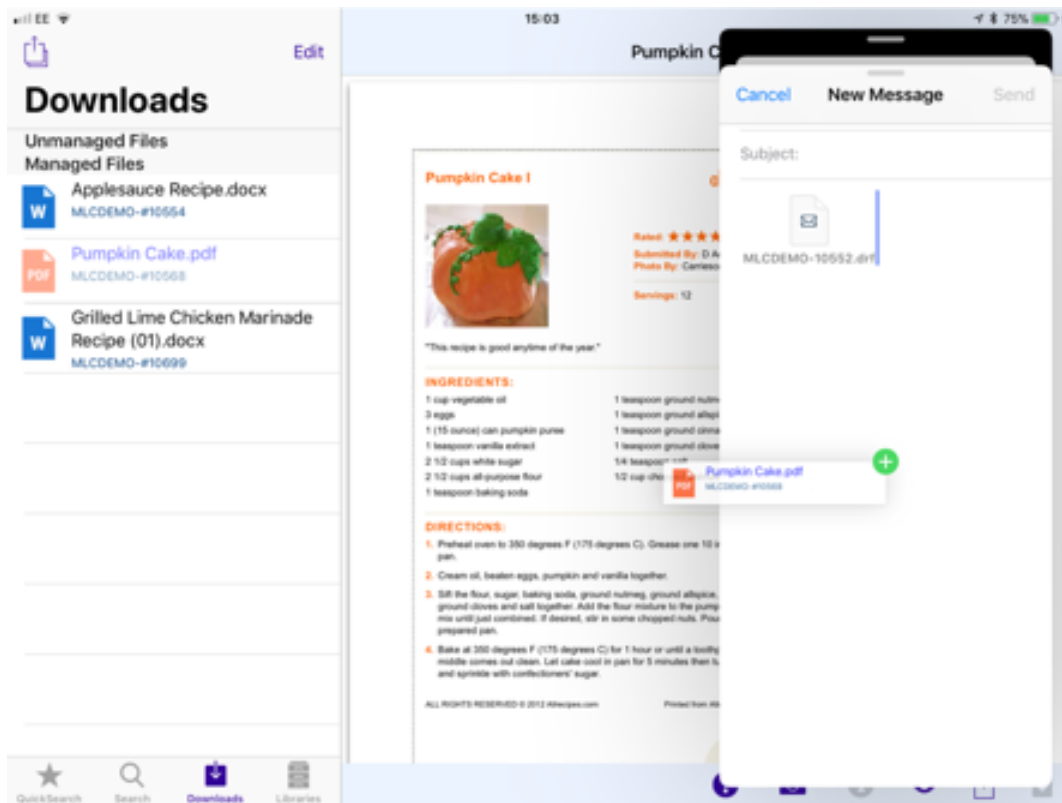 EE
15:03
75%
Edit
Downloads
Unmanaged Files
Managed Files
Applesauce Recipe.docx
MLCDEMO-#10554
Pumpkin Cake.pdf
MLCDEMO-#10568
Grilled Lime Chicken Marinade
Recipe (01).docx
MLCDEMO-#10699
QuickSearch
Search
Downloads
Libraries
Pumpkin C
Pumpkin Cake I
Rated:
Submitted By: D A
Photo By: Carrieso
Servings: 12
"This recipe is good anytime of the year."
INGREDIENTS:
1 cup vegetable oil
3 eggs
1 (15 ounce) can pumpkin puree
1 teaspoon vanilla extract
2 1/2 cups white sugar
2 1/2 cups all-purpose flour
1 teaspoon baking soda
1 teaspoon ground nutm
1 teaspoon ground allspi
1 teaspoon ground cinna
1 teaspoon ground clove
1/4 teaspoon salt
1/2 cup cho
DIRECTIONS:
1. Preheat oven to 350 degrees F (175 degrees C). Grease one 10 i
pan.
2. Cream oil, beaten eggs, pumpkin and vanilla together.
3. Sift the flour, sugar, baking soda, ground nutmeg, ground allspice,
ground cloves and salt together. Add the flour mixture to the pump
mix until just combined. If desired, stir in some chopped nuts. Pou
prepared pan.
4. Bake at 350 degrees F (175 degrees C) for 1 hour or until a toothp
middle comes out clean. Let cake cool in pan for 5 minutes then tu
and sprinkle with confectioners' sugar.
ALL RIGHTS RESERVED © 2012 Allrecipes.com
Printed from All
Cancel
New Message
Send
Subject:
MLCDEMO-10552.drf
PDF
Pumpkin Cake.pdf
MLCDEMO-#10568